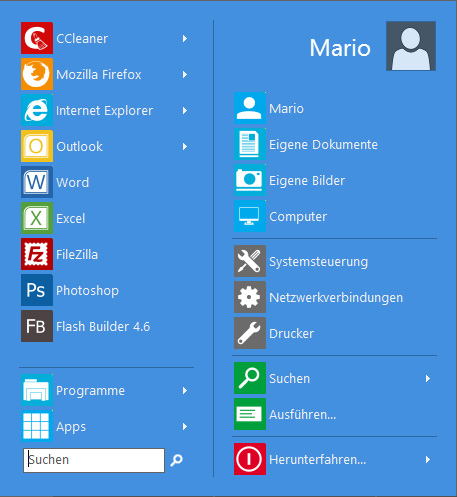 CCleaner
Mozilla Firefox
Internet Explorer
Outlook
Word
Excel
FileZilla
Photoshop
Flash Builder 4.6
Programme
Apps
Suchen
Mario
Mario
Eigene Dokumente
Eigene Bilder
Computer
Systemsteuerung
Netzwerkverbindungen
Drucker
Suchen
Ausführen...
Herunterfahren...